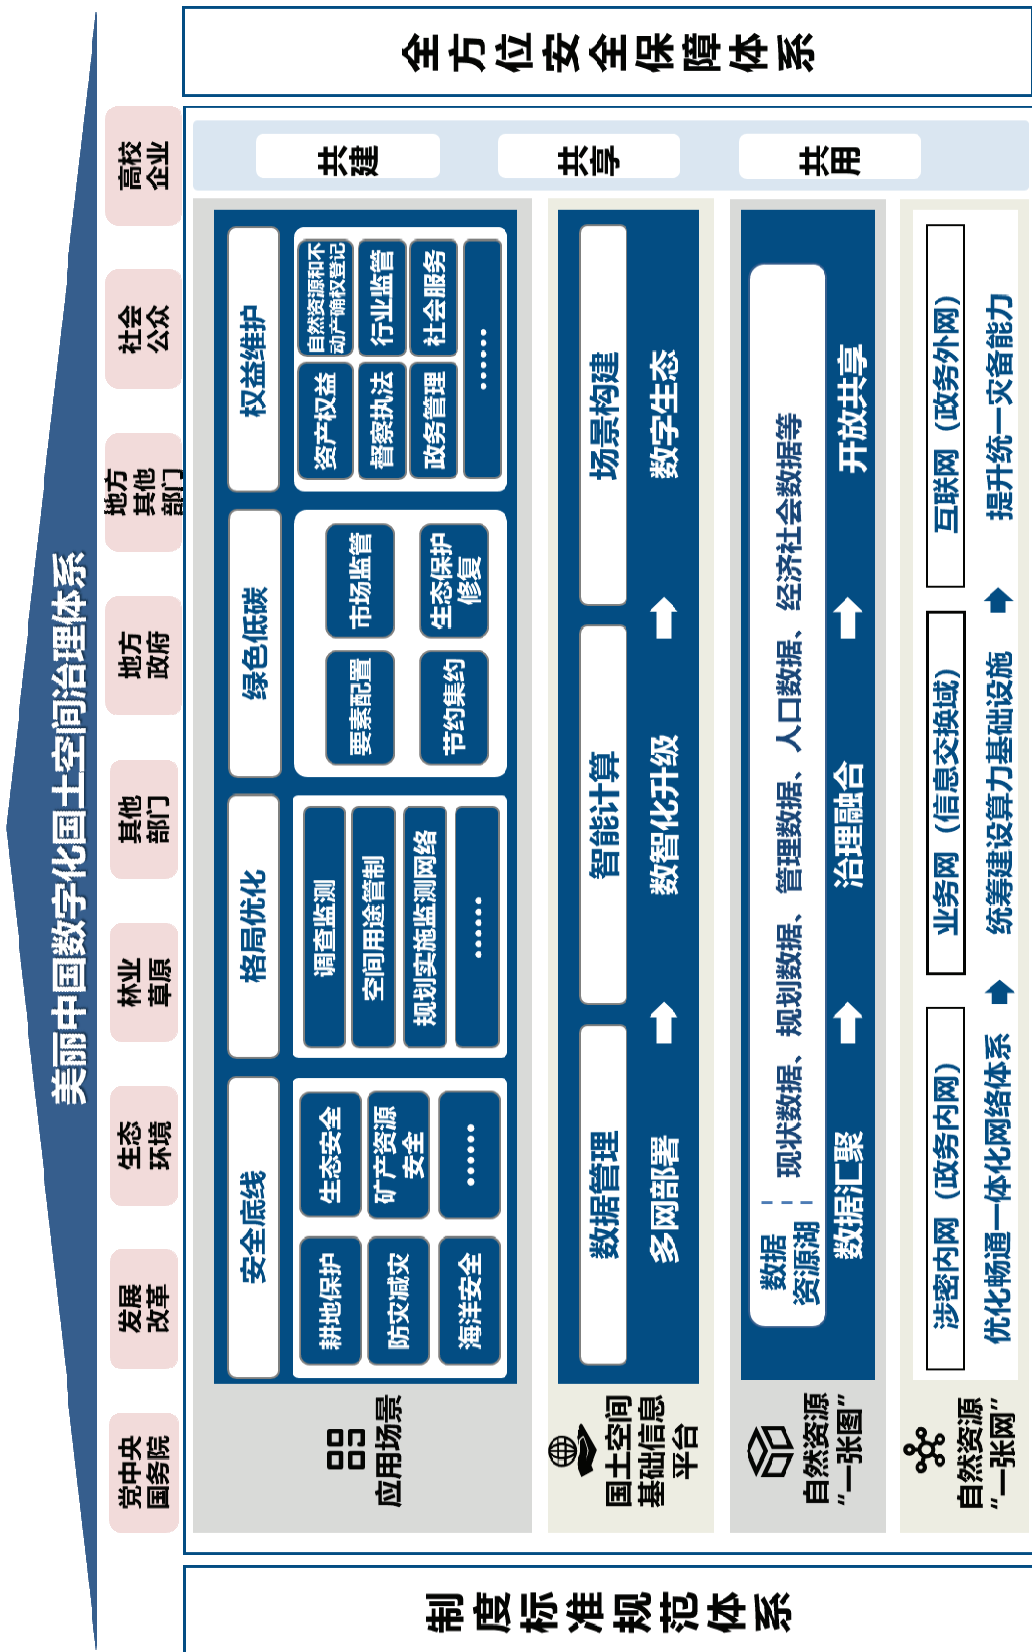 美丽中国数字化国土空间治理体系
党中央
国务院
发展
改革
生态
环境
林业
草原
其他
部门
地方
政府
地方
其他
部门
社会
公众
高校
企业
制度标准规范体系
应用场景
安全底线
耕地保护
生态安全
防灾减灾
矿产资源
安全
海洋安全
……
格局优化
调查监测
空间用途管制
规划实施监测网络
……
绿色低碳
要素配置
市场监管
节约集约
生态保护
修复
权益维护
资产权益
自然资源和不
动产确权登记
督察执法
行业监管
政务管理
社会服务
……
国土空间
基础信息
平台
数据管理
智能计算
场景构建
多网部署
数智化升级
数字生态
自然资源
“一张图”
数据
资源湖
现状数据、规划数据、管理数据、人口数据、经济社会数据等
数据汇聚
治理融合
开放共享
自然资源
“一张网”
涉密内网（政务内网）
业务网（信息交换域）
互联网（政务外网）
优化畅通一体化网络体系
统筹建设算力基础设施
提升统一灾备能力
共建
共享
共用
全方位安全保障体系